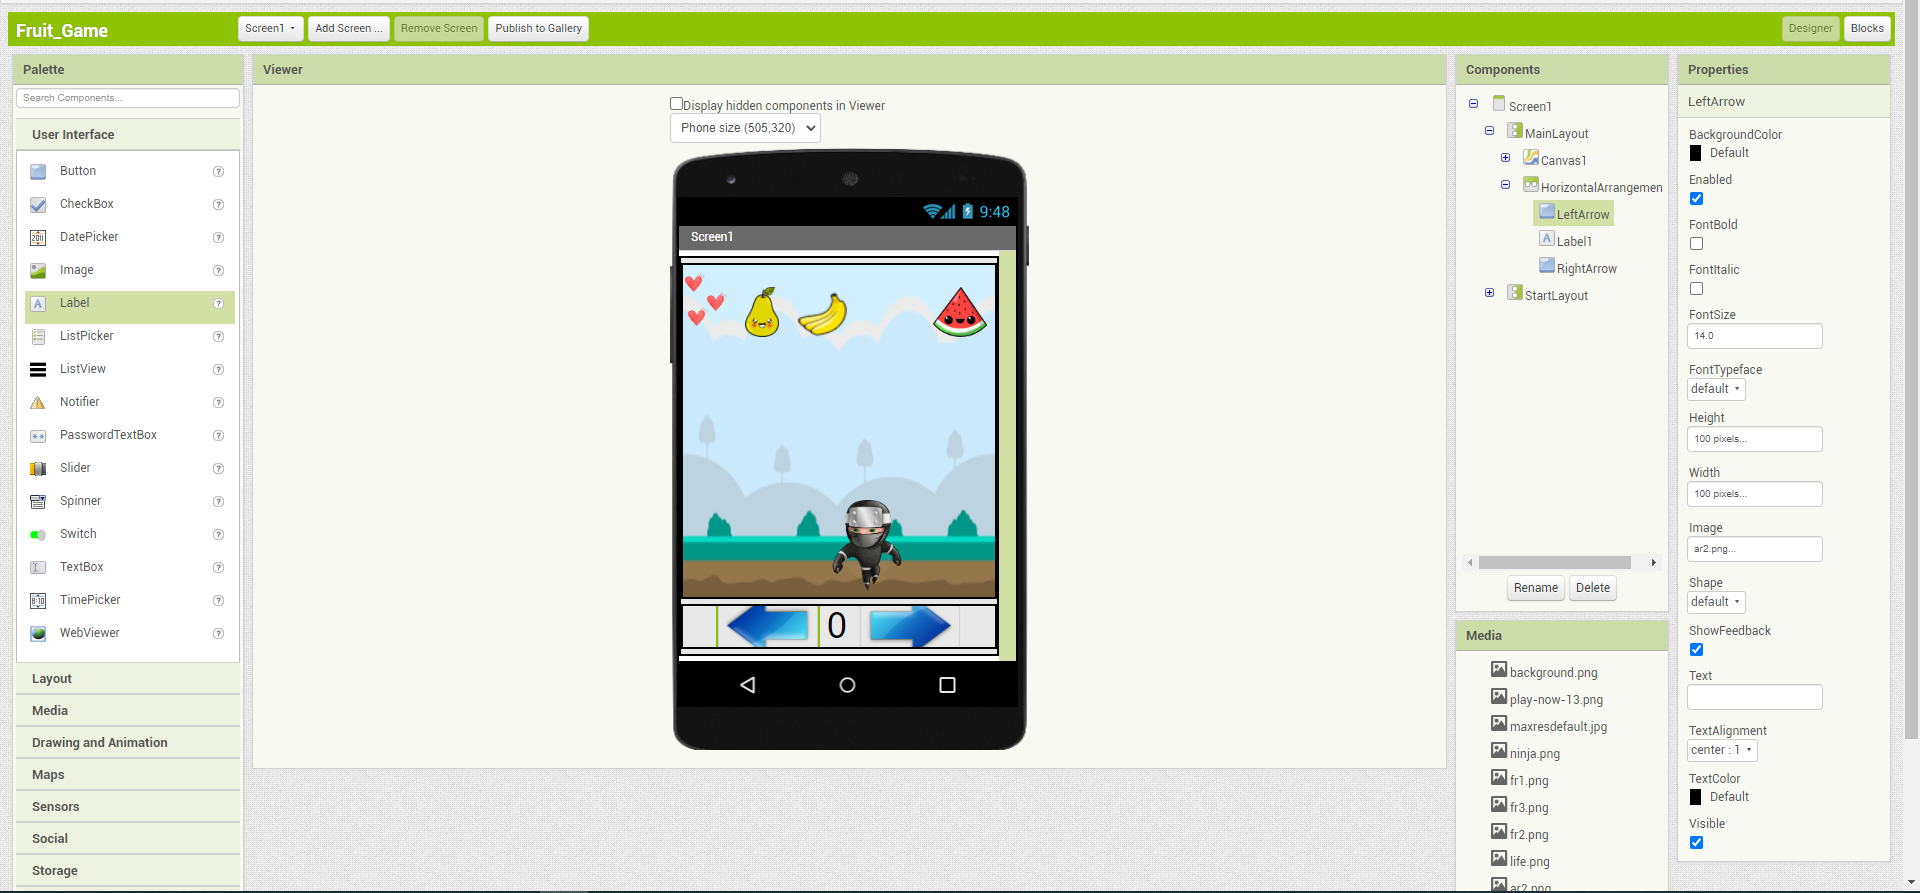 Fruit_Game
Screen1
Add Screen ...
Remove Screen
Publish to Gallery
Designer
Blocks
Palette
Search Components...
User Interface
Button
?
CheckBox
?
DatePicker
?
Image
?
Label
?
ListPicker
?
ListView
?
Notifier
?
PasswordTextBox
?
Slider
?
Spinner
?
Switch
?
TextBox
?
TimePicker
?
WebViewer
?
Layout
Media
Drawing and Animation
Maps
Sensors
Social
Storage
Viewer
Display hidden components in Viewer
Phone size (505,320)
9:48
Screen1
0
Components
Screen1
MainLayout
Canvas1
HorizontalArrangemen
LeftArrow
A Label1
RightArrow
StartLayout
Rename
Delete
Media
background.png
play-now-13.png
maxresdefault.jpg
ninja.png
fr1.png
fr3.png
fr2.png
life.png
ar2.png
Properties
LeftArrow
BackgroundColor
Default
Enabled
FontBold
FontItalic
FontSize
14.0
FontTypeface
default
Height
100 pixels...
Width
100 pixels...
Image
ar2.png...
Shape
default
ShowFeedback
Text
TextAlignment
center : 1
TextColor
Default
Visible